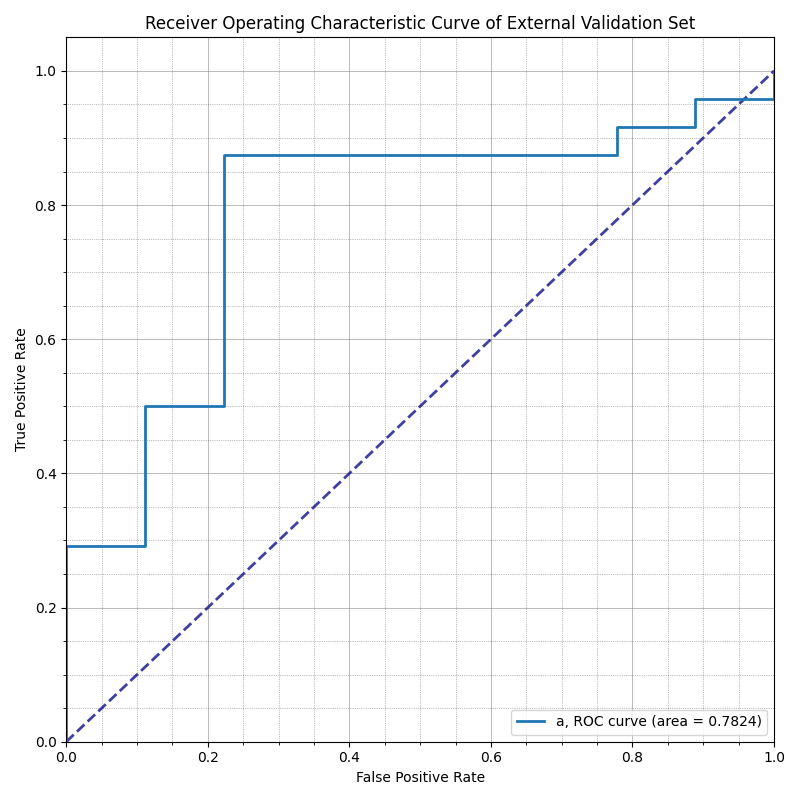 Receiver Operating Characteristic Curve of External Validation Set
1.0
0.8
0.6
0.4
0.2
0.0
True Positive Rate
a, ROC curve (area = 0.7824)
0.0 0.2 0.4 0.6 0.8 1.0
False Positive Rate